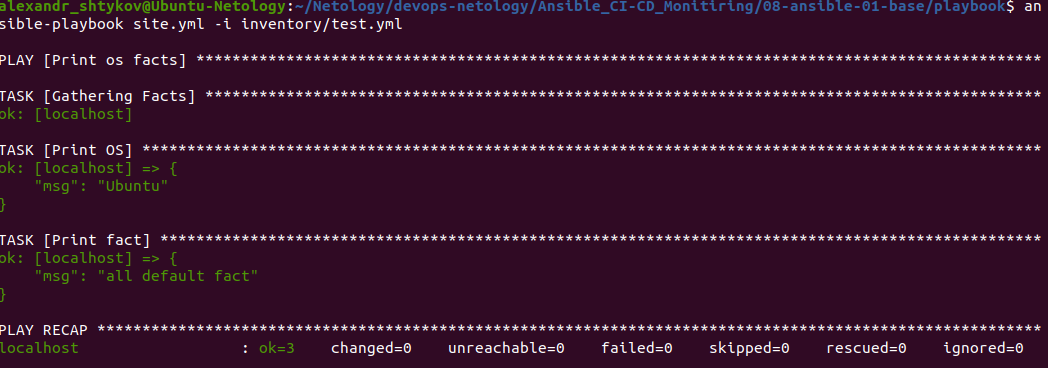 alexandr_shtykov@Ubuntu-Netology:~/Netology/devops-netology/Ansible_CI-CD_Monitiring/08-ansible-01-base/playbook$ an
sible-playbook site.yml -i inventory/test.yml
PLAY [Print os facts] **********************************************************************************************
TASK [Gathering Facts] *********************************************************************************************
ok: [localhost]
TASK [Print OS] ****************************************************************************************************
ok: [localhost] => {
    "msg": "Ubuntu"
}
TASK [Print fact] **************************************************************************************************
ok: [localhost] => {
    "msg": "all default fact"
}
PLAY RECAP *********************************************************************************************************
localhost                  : ok=3    changed=0    unreachable=0    failed=0    skipped=0    rescued=0    ignored=0